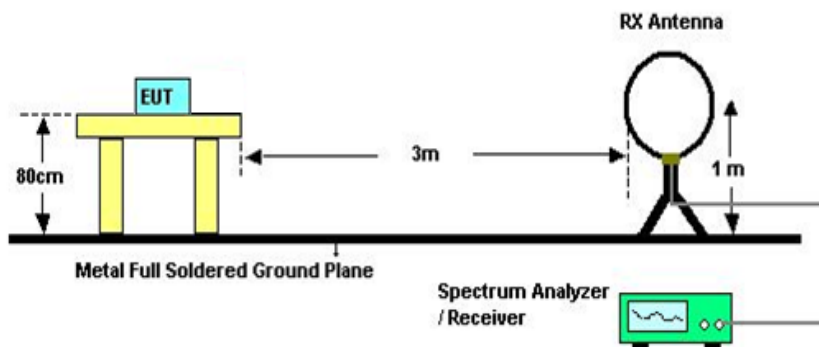 RX Antenna
EUT
3m
80cm
1 m
Metal Full Soldered Ground Plane
Spectrum Analyzer
/ Receiver